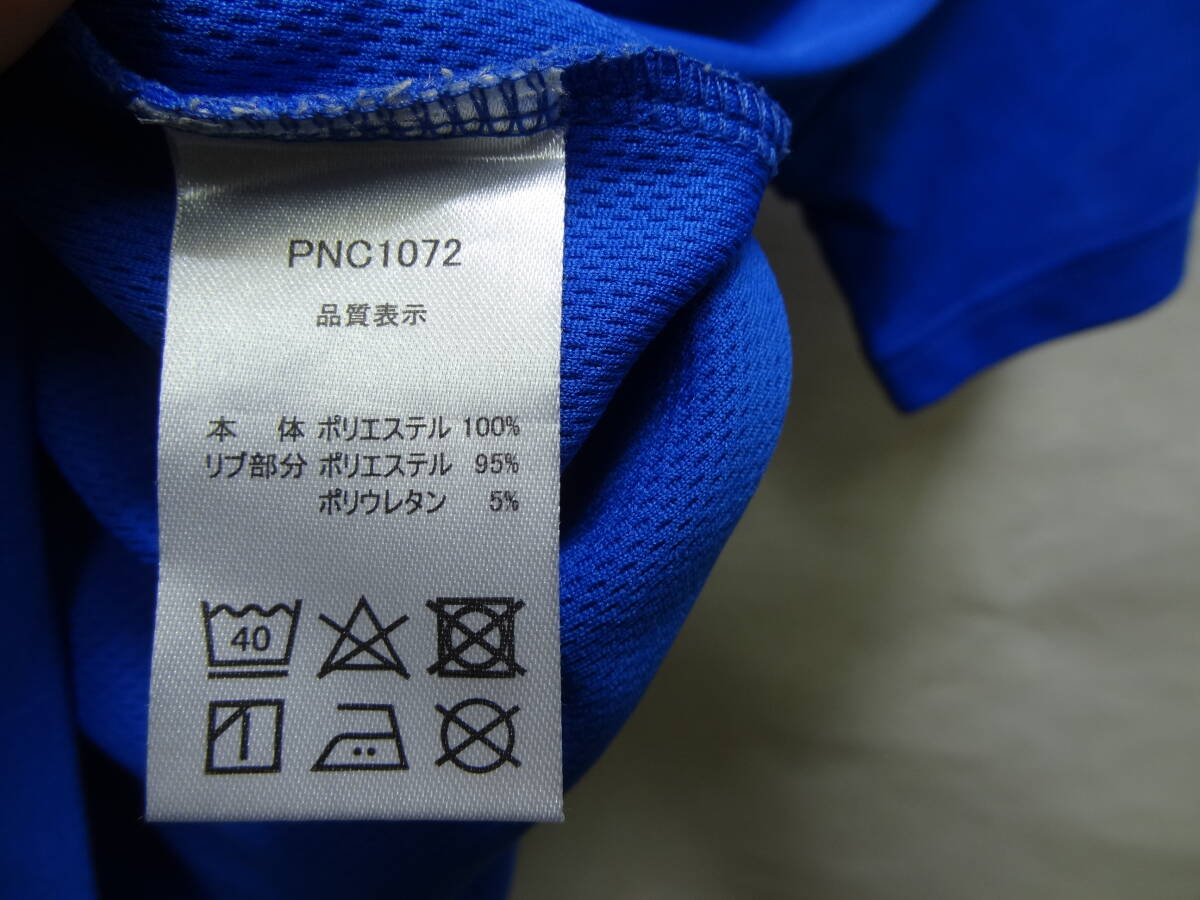 PNC1072
品質表示
本 体 ポリエステル 100%
リブ部分 ポリエステル 95%
ポリウレタン 5%
40